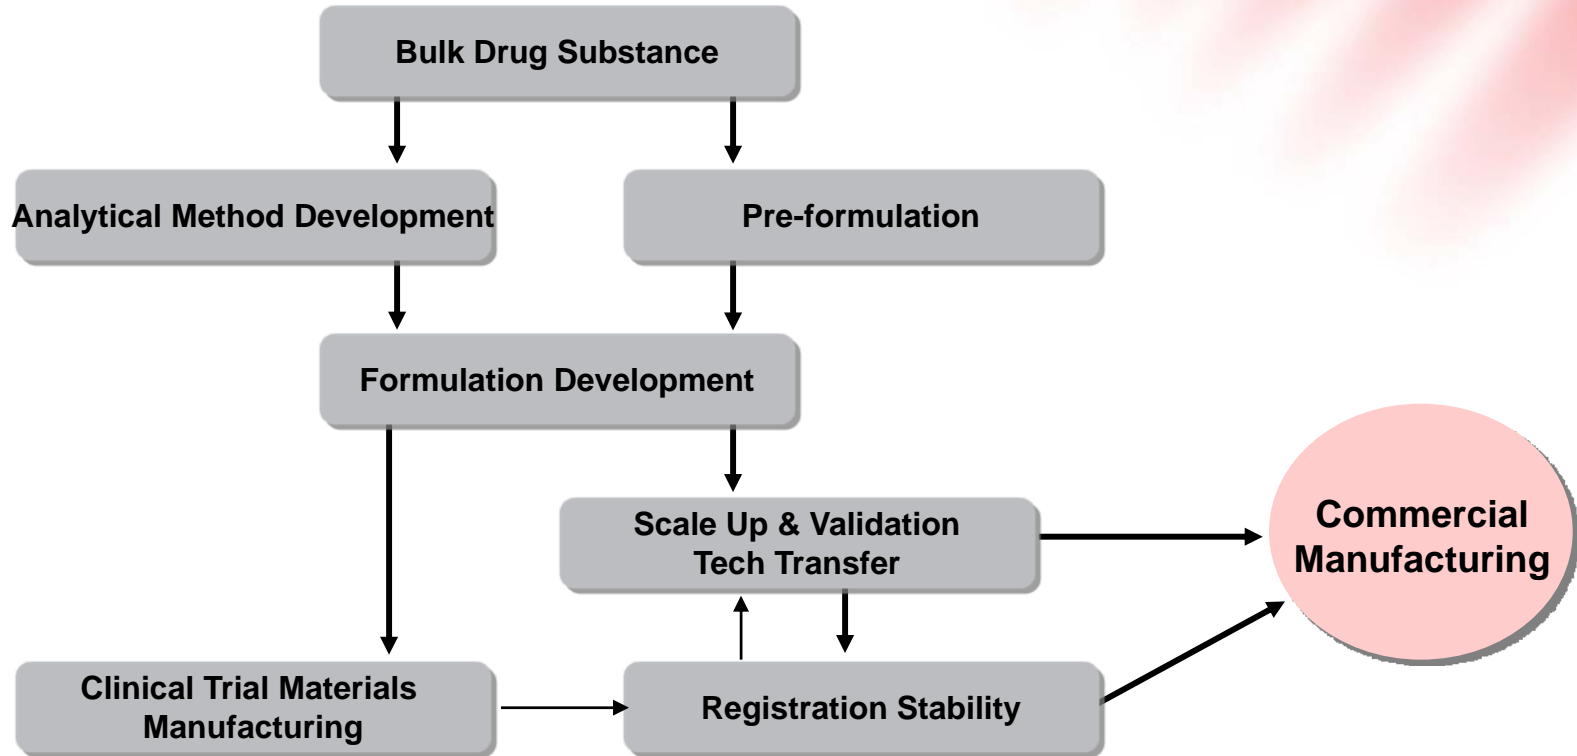 Bulk Drug Substance
Analytical Method Development
Pre-formulation
Formulation Development
Scale Up & Validation
Tech Transfer
Commercial
Manufacturing
Clinical Trial Materials
Manufacturing
Registration Stability